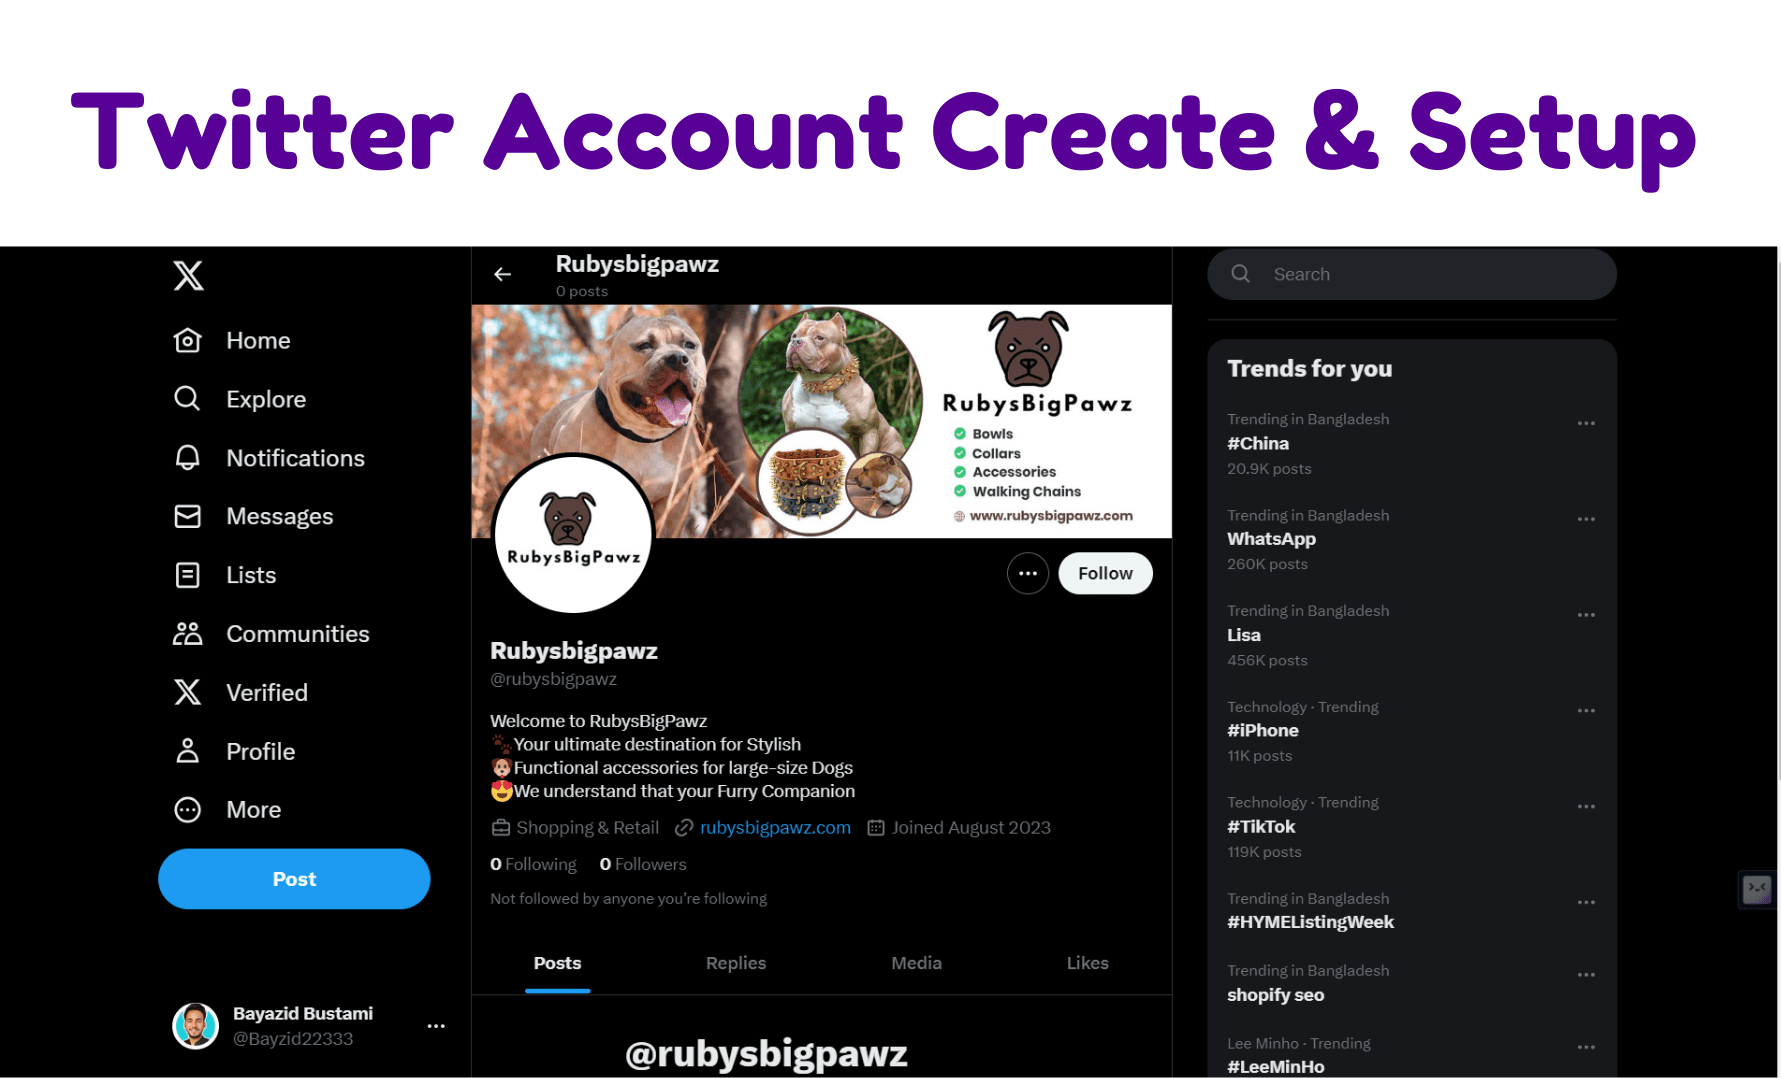 Twitter Account Create & Setup
Home
Explore
Notifications
Messages
Lists
Communities
Verified
Profile
More
Post
Bayazid Bustami
@Bayzid22333
Rubysbigpawz
0 posts
RubysBigPawz
Bowls
Collars
Accessories
Walking Chains
www.rubysbigpawz.com
RubysBigPawz
Follow
Rubysbigpawz
@rubysbigpawz
Welcome to RubysBigPawz
🐾Your ultimate destination for Stylish
🐶Functional accessories for large-size Dogs
😍We understand that your Furry Companion
Shopping & Retail rubysbigpawz.com Joined August 2023
0 Following 0 Followers
Not followed by anyone you're following
Posts Replies Media Likes
@rubysbigpawz
Search
Trends for you
Trending in Bangladesh
#China
20.9K posts
Trending in Bangladesh
WhatsApp
260K posts
Trending in Bangladesh
Lisa
456K posts
Technology · Trending
#iPhone
11K posts
Technology · Trending
#TikTok
119K posts
Trending in Bangladesh
#HYMEListingWeek
Trending in Bangladesh
shopify seo
Lee Minho · Trending
#LeeMinHo